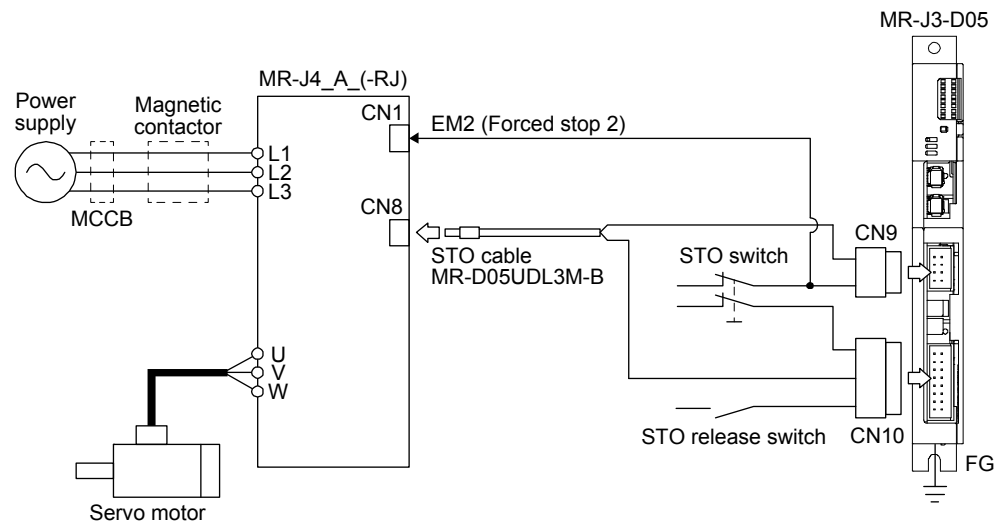 MR-J3-D05
MR-J4_A_(-RJ)
Power
supply
Magnetic
contactor
CN1
EM2 (Forced stop 2)
L1
L2
L3
MCCB
CN8
STO cable
MR-D05UDL3M-B
STO switch
CN9
U
V
W
STO release switch
CN10
FG
Servo motor